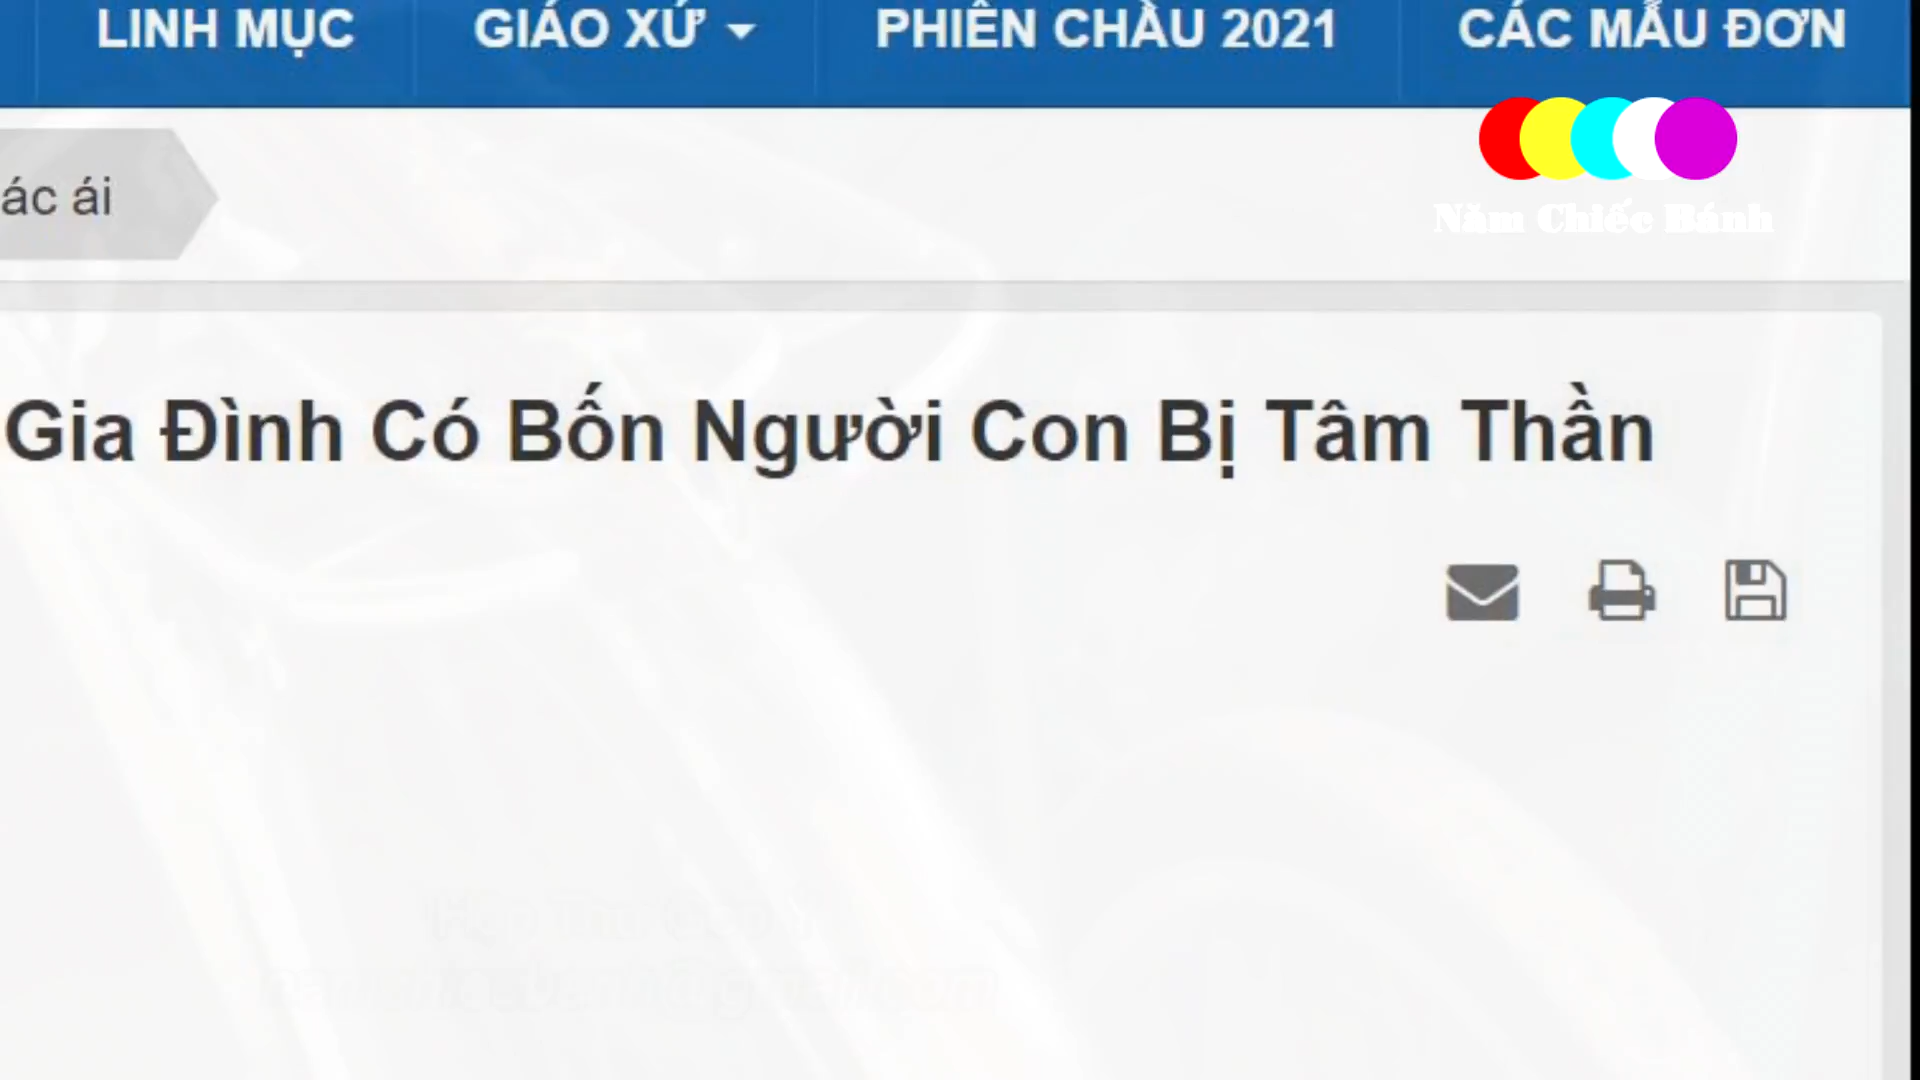 LINH MỤC GIÁO XỨ PHIÊN CHẦU 2021 CÁC MẪU ĐƠN
ác ái
Năm Chiếc Bánh
Gia Đình Có Bốn Người Con Bị Tâm Thần